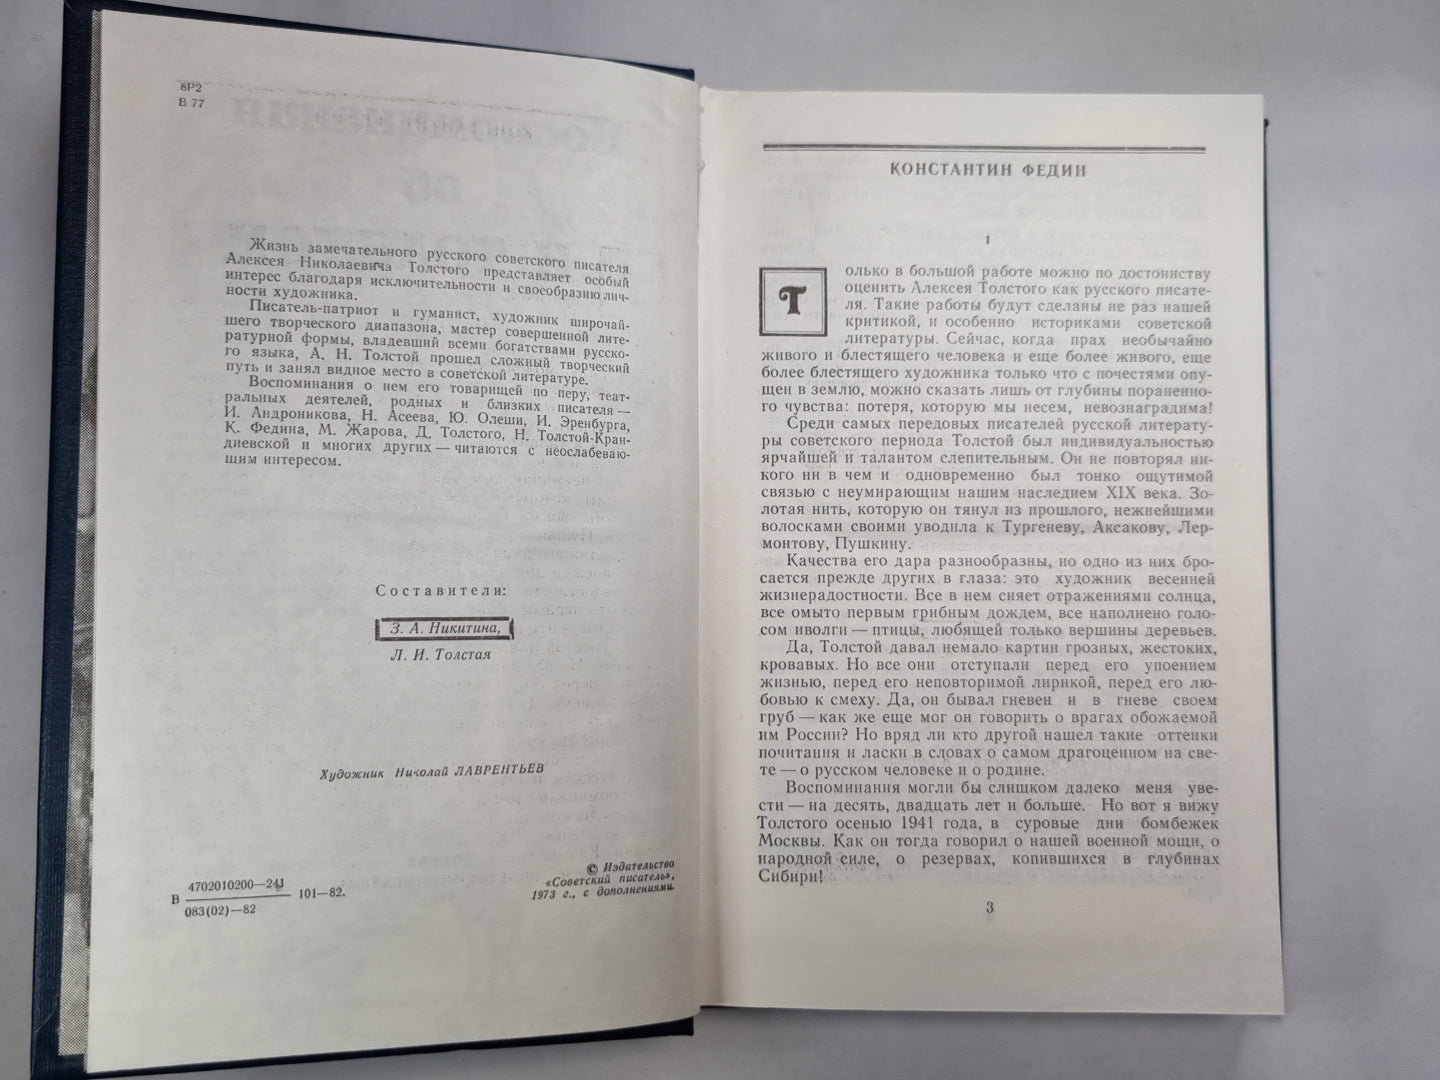 8Р2
В 77
Жизнь замечательного русского советского писателя
Алексея Николаевича Толстого представляет особый
интерес благодаря исключительности и своеобразию лич-
ности художника.
Писатель-патриот и гуманист, художник широчай-
шего творческого диапазона, мастер совершенной лите-
ратурной формы, владевший всеми богатствами русско-
го языка, А. Н. Толстой прошел сложный творческий
путь и занял видное место в советской литературе.
Воспоминания о нем его товарищей по перу, теат-
ральных деятелей, родных и близких писателя —
И. Андроникова, Н. Асеева, Ю. Олеши, И. Эренбурга,
К. Федина, М. Жарова, Д. Толстого, Н. Толстой-Кран-
диевской и многих других — читаются с неослабеваю-
щим интересом.
Составители:
З. А. Никитина,
Л. И. Толстая
Художник Николай ЛАВРЕНТЬЕВ
В 4702010200—241 101—82.
083(02)—82
© Издательство
«Советский писатель»,
1973 г., с дополнениями.
КОНСТАНТИН ФЕДИН
1
Только в большой работе можно по достоинству
оценить Алексея Толстого как русского писате-
ля. Такие работы будут сделаны не раз нашей
критикой, и особенно историками советской
литературы. Сейчас, когда прах необычайно
живого и блестящего человека и еще более живого, еще
более блестящего художника только что с почестями опу-
щен в землю, можно сказать лишь от глубины пораненно-
го чувства: потеря, которую мы несем, невознаградима!
Среди самых передовых писателей русской литерату-
ры советского периода Толстой был индивидуальностью
ярчайшей и талантом слепительным. Он не повторял ни-
кого ни в чем и одновременно был тонко ощутимой
связью с неумирающим нашим наследием XIX века. Зо-
лотая нить, которую он тянул из прошлого, нежнейшими
волосками своими уводила к Тургеневу, Аксакову, Лер-
монтову, Пушкину.
Качества его дара разнообразны, но одно из них бро-
сается прежде других в глаза: это художник весенней
жизнерадостности. Все в нем сияет отражениями солнца,
все омыто первым грибным дождем, все наполнено голо-
сом иволги — птицы, любящей только вершины деревьев.
Да, Толстой давал немало картин грозных, жестоких,
кровавых. Но все они отступали перед его упоением
жизнью, перед его неповторимой лирикой, перед его лю-
бовью к смеху. Да, он бывал гневен и в гневе своем
груб — как же еще мог он говорить о врагах обожаемой
им России? Но вряд ли кто другой нашел такие оттенки
почитания и ласки в словах о самом драгоценном на све-
те — о русском человеке и о родине.
Воспоминания могли бы слишком далеко меня уве-
сти — на десять, двадцать лет и больше. Но вот я вижу
Толстого осенью 1941 года, в суровые дни бомбежек
Москвы. Как он тогда говорил о нашей военной мощи, о
народной силе, о резервах, копившихся в глубинах
Сибири!
3